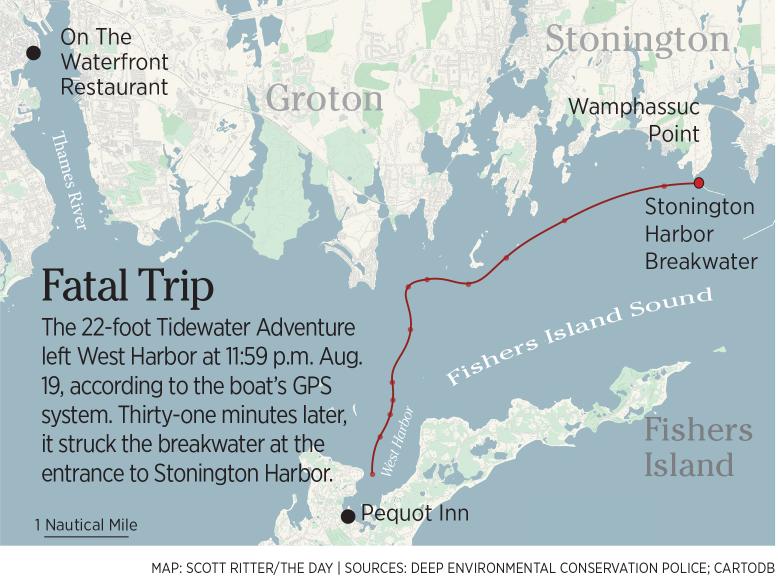 On The
Waterfront
Restaurant
Stonington
Groton
Wamphassuc
Point
Thames River
Stonington
Harbor
Breakwater
Fatal Trip
The 22-foot Tidewater Adventure
left West Harbor at 11:59 p.m. Aug.
19, according to the boat’s GPS
system. Thirty-one minutes later,
it struck the breakwater at the
entrance to Stonington Harbor.
Fishers Island Sound
West Harbor
Fishers
Island
Pequot Inn
1 Nautical Mile
MAP: SCOTT RITTER/THE DAY | SOURCES: DEEP ENVIRONMENTAL CONSERVATION POLICE; CARTODB